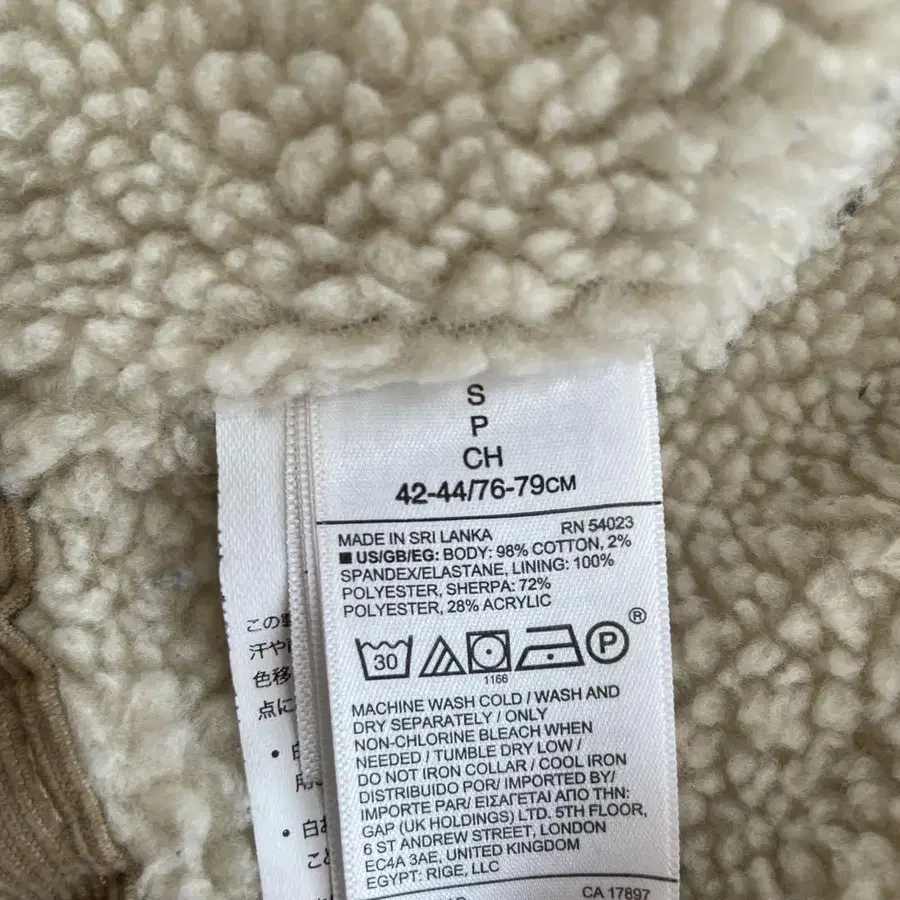 S
P
CH
42-44/76-79CM
MADE IN SRI LANKA RN 54023
■ US/GB/EG: BODY: 98% COTTON, 2%
SPANDEX/ELASTANE, LINING: 100%
POLYESTER, SHERPA: 72%
POLYESTER, 28% ACRYLIC
30 P ®
1166
MACHINE WASH COLD / WASH AND
DRY SEPARATELY / ONLY
NON-CHLORINE BLEACH WHEN
NEEDED / TUMBLE DRY LOW /
DO NOT IRON COLLAR / COOL IRON
DISTRIBUIDO POR/ IMPORTED BY/
IMPORTE PAR/ ΕΙΣΑΓΕΤΑΙ ΑΠΟ ΤΗΝ:
GAP (UK HOLDINGS) LTD. 5TH FLOOR,
6 ST ANDREW STREET, LONDON
EC4A 3AE, UNITED KINGDOM
EGYPT: RIGE, LLC
CA 17897
この
汗や
色移
点に
• 白
• 白
こと